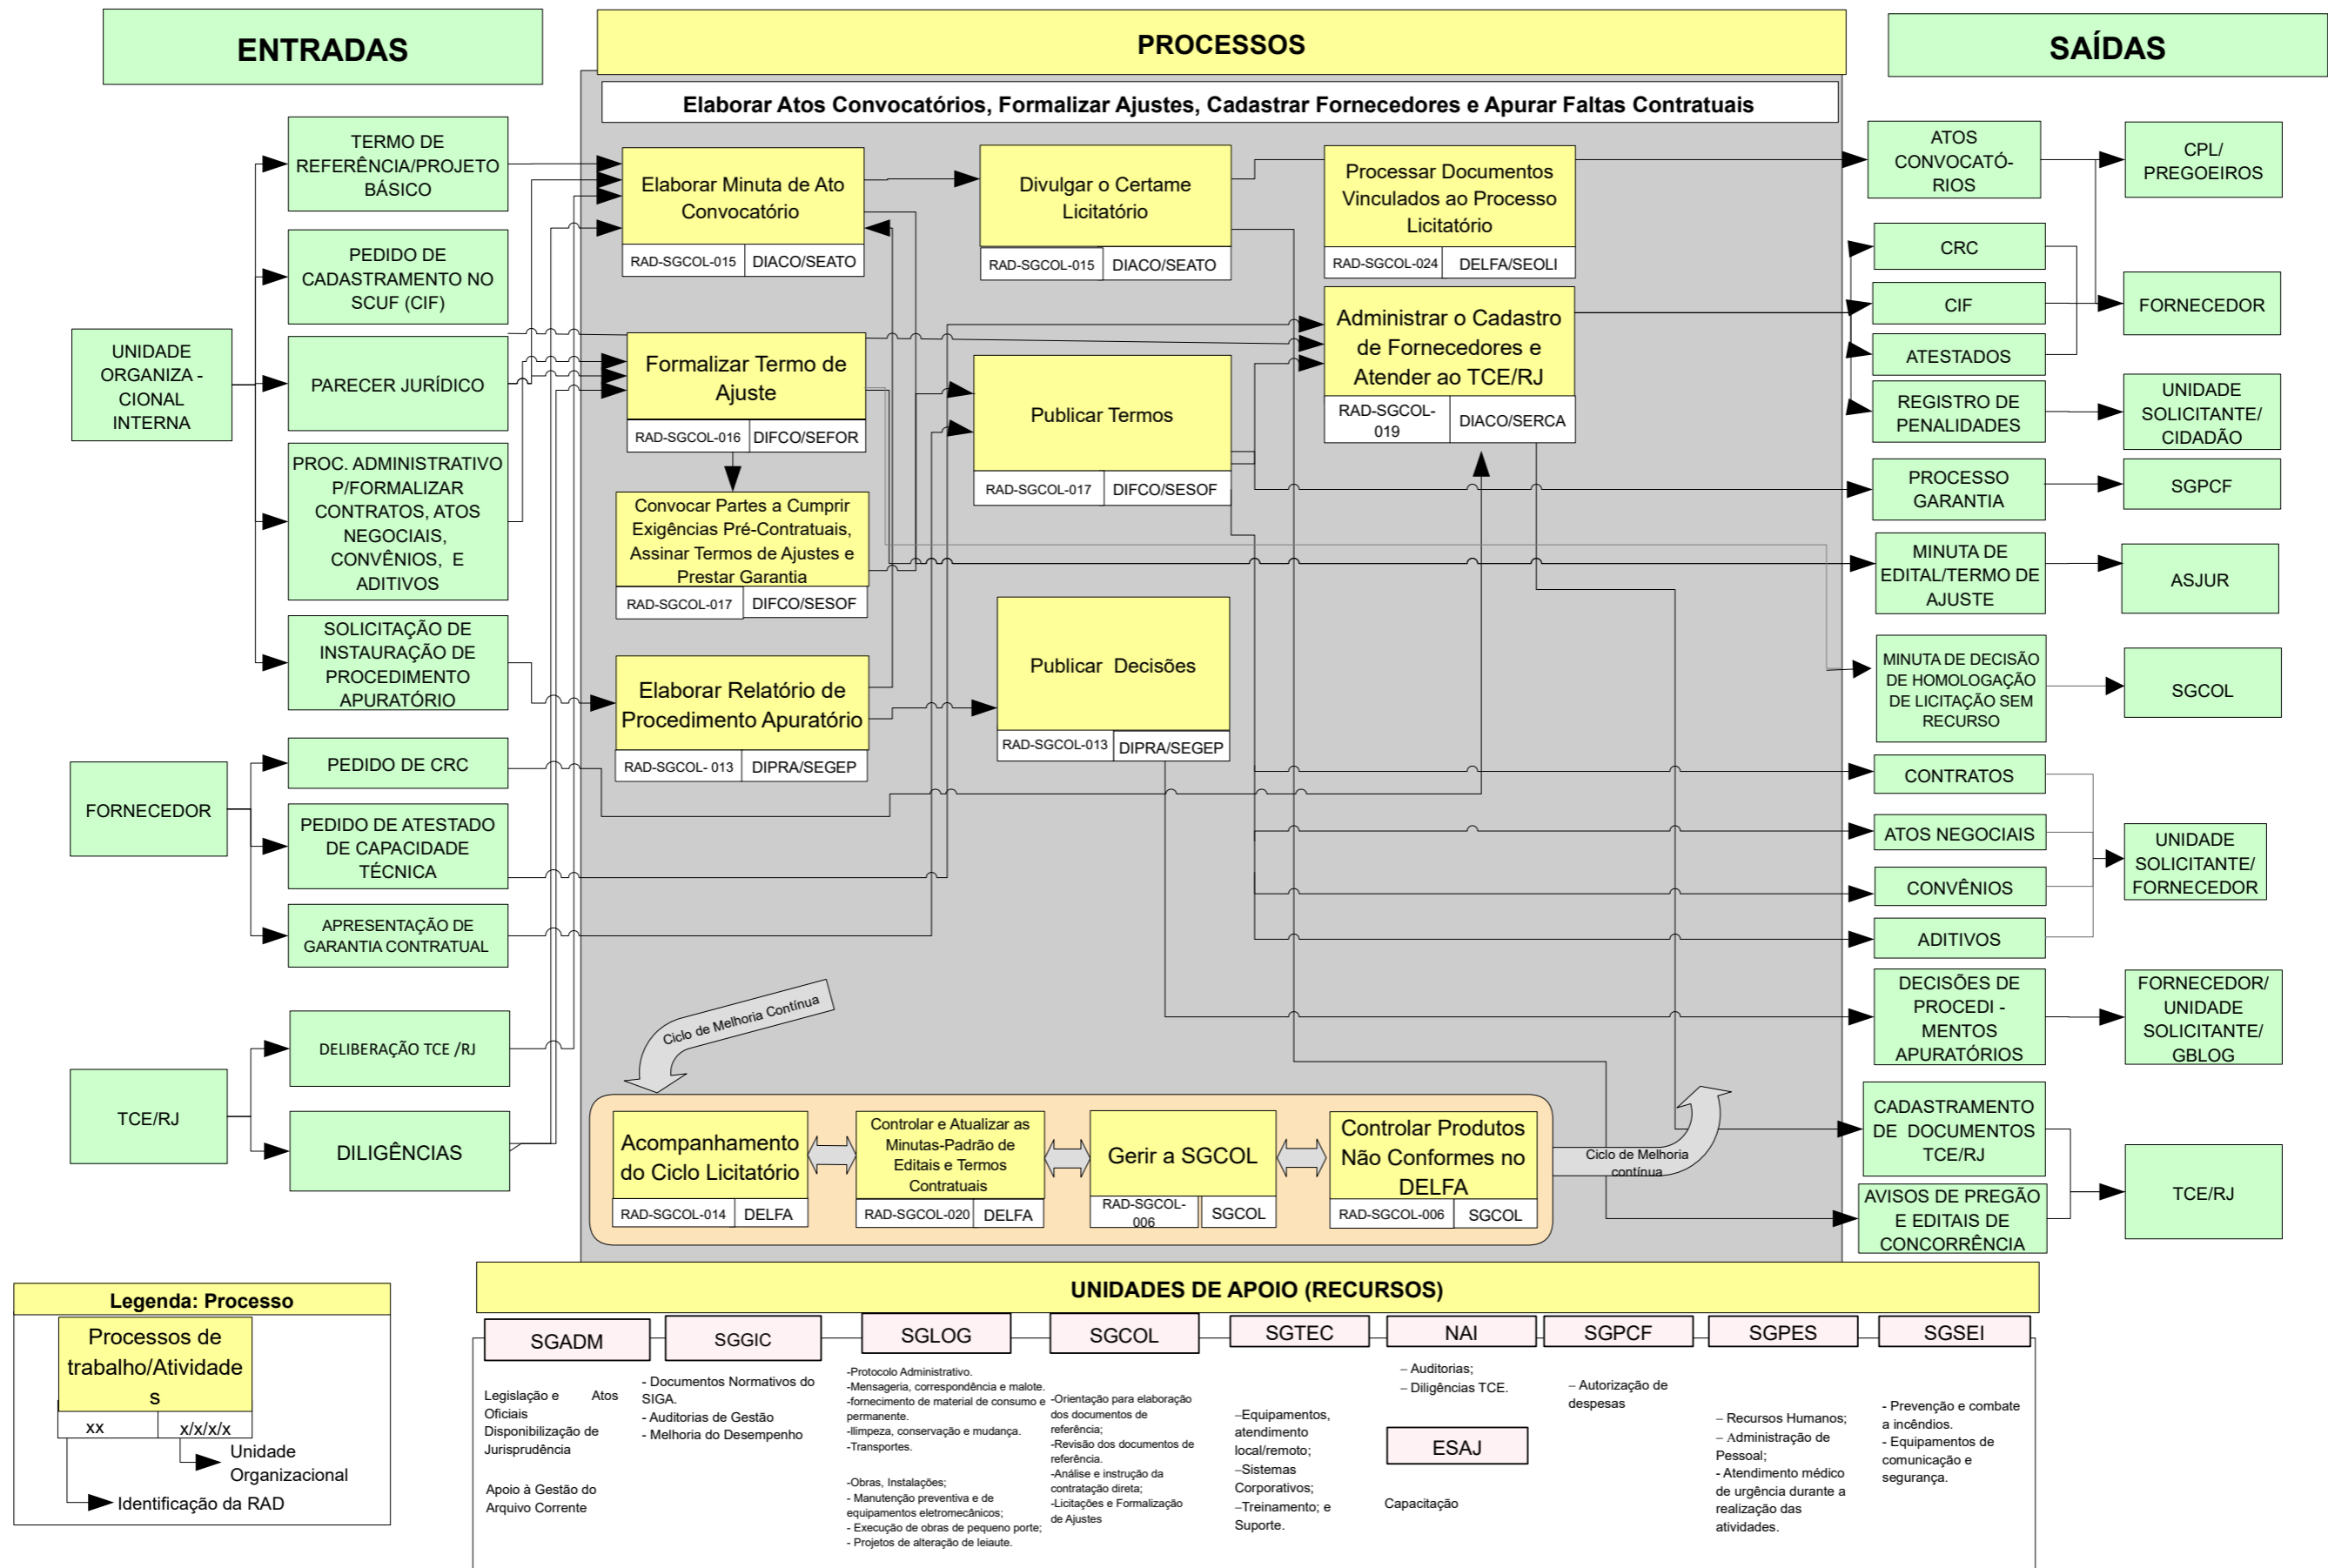 ENTRADAS
PROCESSOS
SAÍDAS
Elaborar Atos Convocatórios, Formalizar Ajustes, Cadastrar Fornecedores e Apurar Faltas Contratuais
UNIDADE
ORGANIZA -
CIONAL
INTERNA
FORNECEDOR
TCE/RJ
TERMO DE
REFERÊNCIA/PROJETO
BÁSICO
PEDIDO DE
CADASTRAMENTO NO
SCUF (CIF)
PARECER JURÍDICO
PROC. ADMINISTRATIVO
P/FORMALIZAR
CONTRATOS, ATOS
NEGOCIAIS,
CONVÊNIOS, E
ADITIVOS
SOLICITAÇÃO DE
INSTAURAÇÃO DE
PROCEDIMENTO
APURATÓRIO
PEDIDO DE CRC
PEDIDO DE ATESTADO
DE CAPACIDADE
TÉCNICA
APRESENTAÇÃO DE
GARANTIA CONTRATUAL
DELIBERAÇÃO TCE /RJ
DILIGÊNCIAS
Elaborar Minuta de Ato
Convocatório
RAD-SGCOL-015 DIACO/SEATO
Formalizar Termo de
Ajuste
RAD-SGCOL-016 DIFCO/SEFOR
Convocar Partes a Cumprir
Exigências Pré-Contratuais,
Assinar Termos de Ajustes e
Prestar Garantia
RAD-SGCOL-017 DIFCO/SESOF
Elaborar Relatório de
Procedimento Apuratório
RAD-SGCOL- 013 DIPRA/SEGEP
Divulgar o Certame
Licitatório
RAD-SGCOL-015 DIACO/SEATO
Publicar Termos
RAD-SGCOL-017 DIFCO/SESOF
Publicar Decisões
RAD-SGCOL-013 DIPRA/SEGEP
Processar Documentos
Vinculados ao Processo
Licitatório
RAD-SGCOL-024 DELFA/SEOLI
Administrar o Cadastro
de Fornecedores e
Atender ao TCE/RJ
RAD-SGCOL-
019
DIACO/SERCA
Ciclo de Melhoria Contínua
Acompanhamento
do Ciclo Licitatório
RAD-SGCOL-014 DELFA
Controlar e Atualizar as
Minutas-Padrão de
Editais e Termos
Contratuais
RAD-SGCOL-020 DELFA
Gerir a SGCOL
RAD-SGCOL-
006
SGCOL
Controlar Produtos
Não Conformes no
DELFA
RAD-SGCOL-006 SGCOL
Ciclo de Melhoria
contínua
ATOS
CONVOCATÓ-
RIOS
CRC
CIF
ATESTADOS
REGISTRO DE
PENALIDADES
PROCESSO
GARANTIA
MINUTA DE
EDITAL/TERMO DE
AJUSTE
MINUTA DE DECISÃO
DE HOMOLOGAÇÃO
DE LICITAÇÃO SEM
RECURSO
CONTRATOS
ATOS NEGOCIAIS
CONVÊNIOS
ADITIVOS
DECISÕES DE
PROCEDI -
MENTOS
APURATÓRIOS
CADASTRAMENTO
DE DOCUMENTOS
TCE/RJ
AVISOS DE PREGÃO
E EDITAIS DE
CONCORRÊNCIA
CPL/
PREGOEIROS
FORNECEDOR
UNIDADE
SOLICITANTE/
CIDADÃO
SGPCF
ASJUR
SGCOL
UNIDADE
SOLICITANTE/
FORNECEDOR
FORNECEDOR/
UNIDADE
SOLICITANTE/
GBLOG
TCE/RJ
Legenda: Processo
Processos de
trabalho/Atividade
s
xx x/x/x/x
Unidade
Organizacional
Identificação da RAD
UNIDADES DE APOIO (RECURSOS)
SGADM
Legislação e Atos
Oficiais
Disponibilização de
Jurisprudência
Apoio à Gestão do
Arquivo Corrente
SGGIC
- Documentos Normativos do
SIGA.
- Auditorias de Gestão
- Melhoria do Desempenho
SGLOG
-Protocolo Administrativo.
-Mensageria, correspondência e malote.
-fornecimento de material de consumo e
permanente.
-llimpeza, conservação e mudança.
-Transportes.
-Obras, Instalações;
- Manutenção preventiva e de
equipamentos eletromecânicos;
- Execução de obras de pequeno porte;
- Projetos de alteração de leiaute.
SGCOL
-Orientação para elaboração
dos documentos de
referência;
-Revisão dos documentos de
referência.
-Análise e instrução da
contratação direta;
-Licitações e Formalização
de Ajustes
SGTEC
–Equipamentos,
atendimento
local/remoto;
–Sistemas
Corporativos;
–Treinamento; e
Suporte.
NAI
– Auditorias;
– Diligências TCE.
ESAJ
Capacitação
SGPCF
– Autorização de
despesas
SGPES
– Recursos Humanos;
– Administração de
Pessoal;
- Atendimento médico
de urgência durante a
realização das
atividades.
SGSEI
- Prevenção e combate
a incêndios.
- Equipamentos de
comunicação e
segurança.